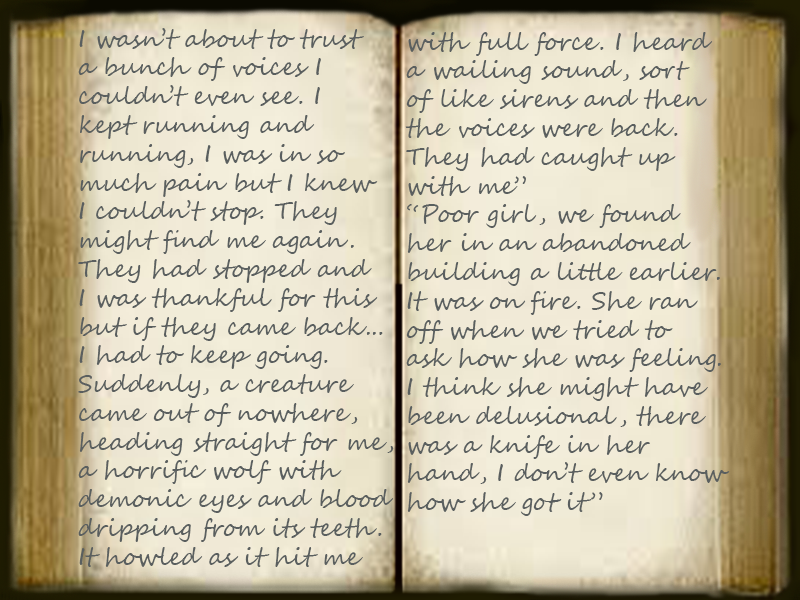 I wasn't about to trust
a bunch of voices I
couldn't even see. I
kept running and
running, I was in so
much pain but I knew
I couldn't stop. They
might find me again.
They had stopped and
I was thankful for this
but if they came back...
I had to keep going.
Suddenly, a creature
came out of nowhere,
heading straight for me,
a horrific wolf with
demonic eyes and blood
dripping from its teeth.
It howled as it hit me
with full force. I heard
a wailing sound, sort
of like sirens and then
the voices were back.
They had caught up
with me”
“Poor girl, we found
her in an abandoned
building a little earlier.
It was on fire. She ran
off when we tried to
ask how she was feeling.
I think she might have
been delusional, there
was a knife in her
hand, I don't even know
how she got it”